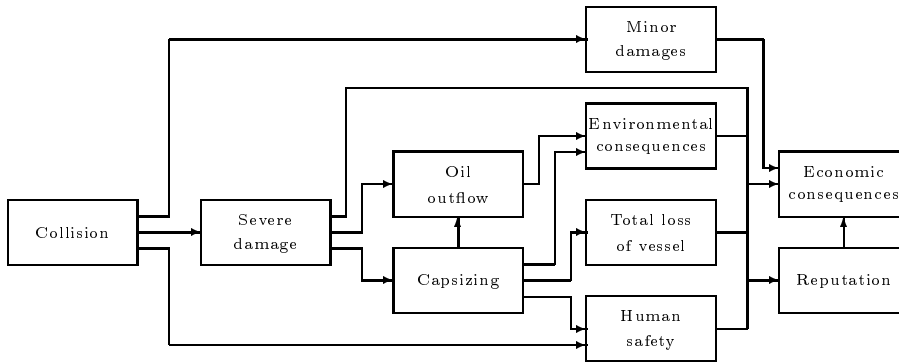 Minor
damages
Environmental
consequences
Oil
outflow
Economic
consequences
Collision
Severe
damage
Total loss
of vessel
Capsizing
Reputation
Human
safety